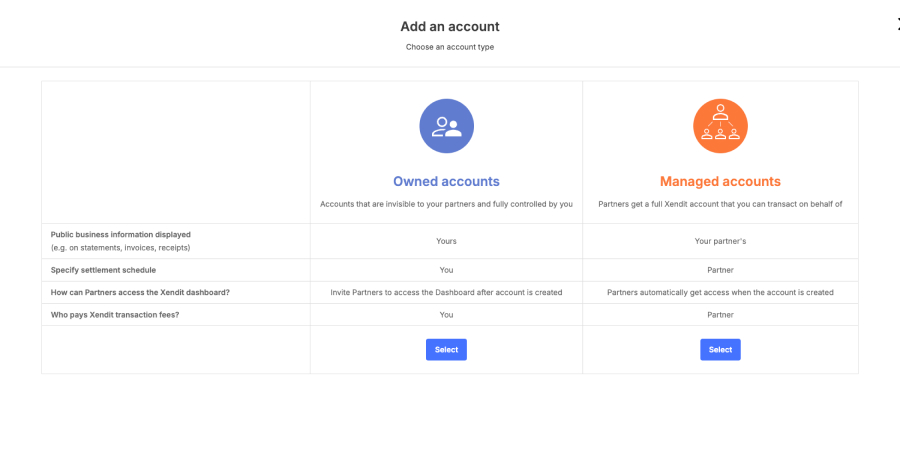 Add an account
Choose an account type
Owned accounts
Accounts that are invisible to your partners and fully controlled by you
Managed accounts
Partners get a full Xendit account that you can transact on behalf of
Public business information displayed
(e.g. on statements, invoices, receipts)
Yours
Your partner's
Specify settlement schedule
You
Partner
How can Partners access the Xendit dashboard?
Invite Partners to access the Dashboard after account is created
Partners automatically get access when the account is created
Who pays Xendit transaction fees?
You
Partner
Select
Select